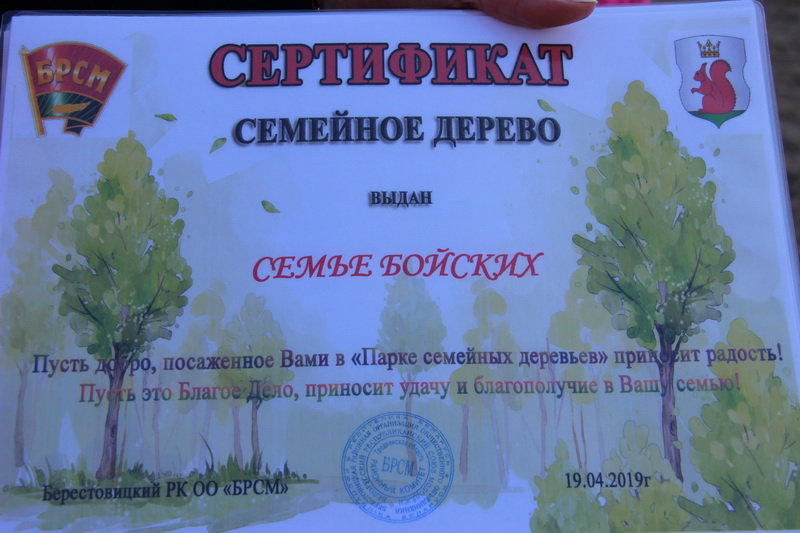 БРСМ
СЕРТИФИКАТ
СЕМЕЙНОЕ ДЕРЕВО
ВЫДАН
СЕМЬЕ БОЙСКИХ
Пусть добро, посаженное Вами в «Парке семейных деревьев» приносит радость!
Пусть это Благое Дело, приносит удачу и благополучие в Вашу семью!
БРСМ
Берестовицкий РК ОО «БРСМ»
19.04.2019г